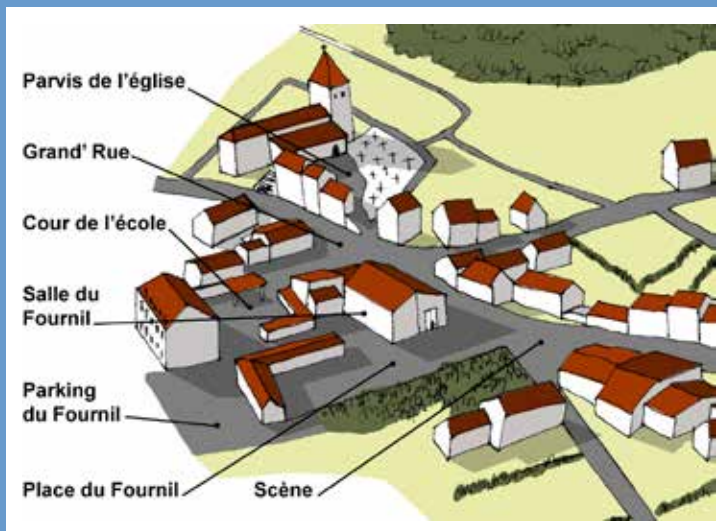 Parvis de l'église
Grand' Rue
Cour de l'école
Salle du
Fournil
Parking
du Fournil
Place du Fournil
Scène